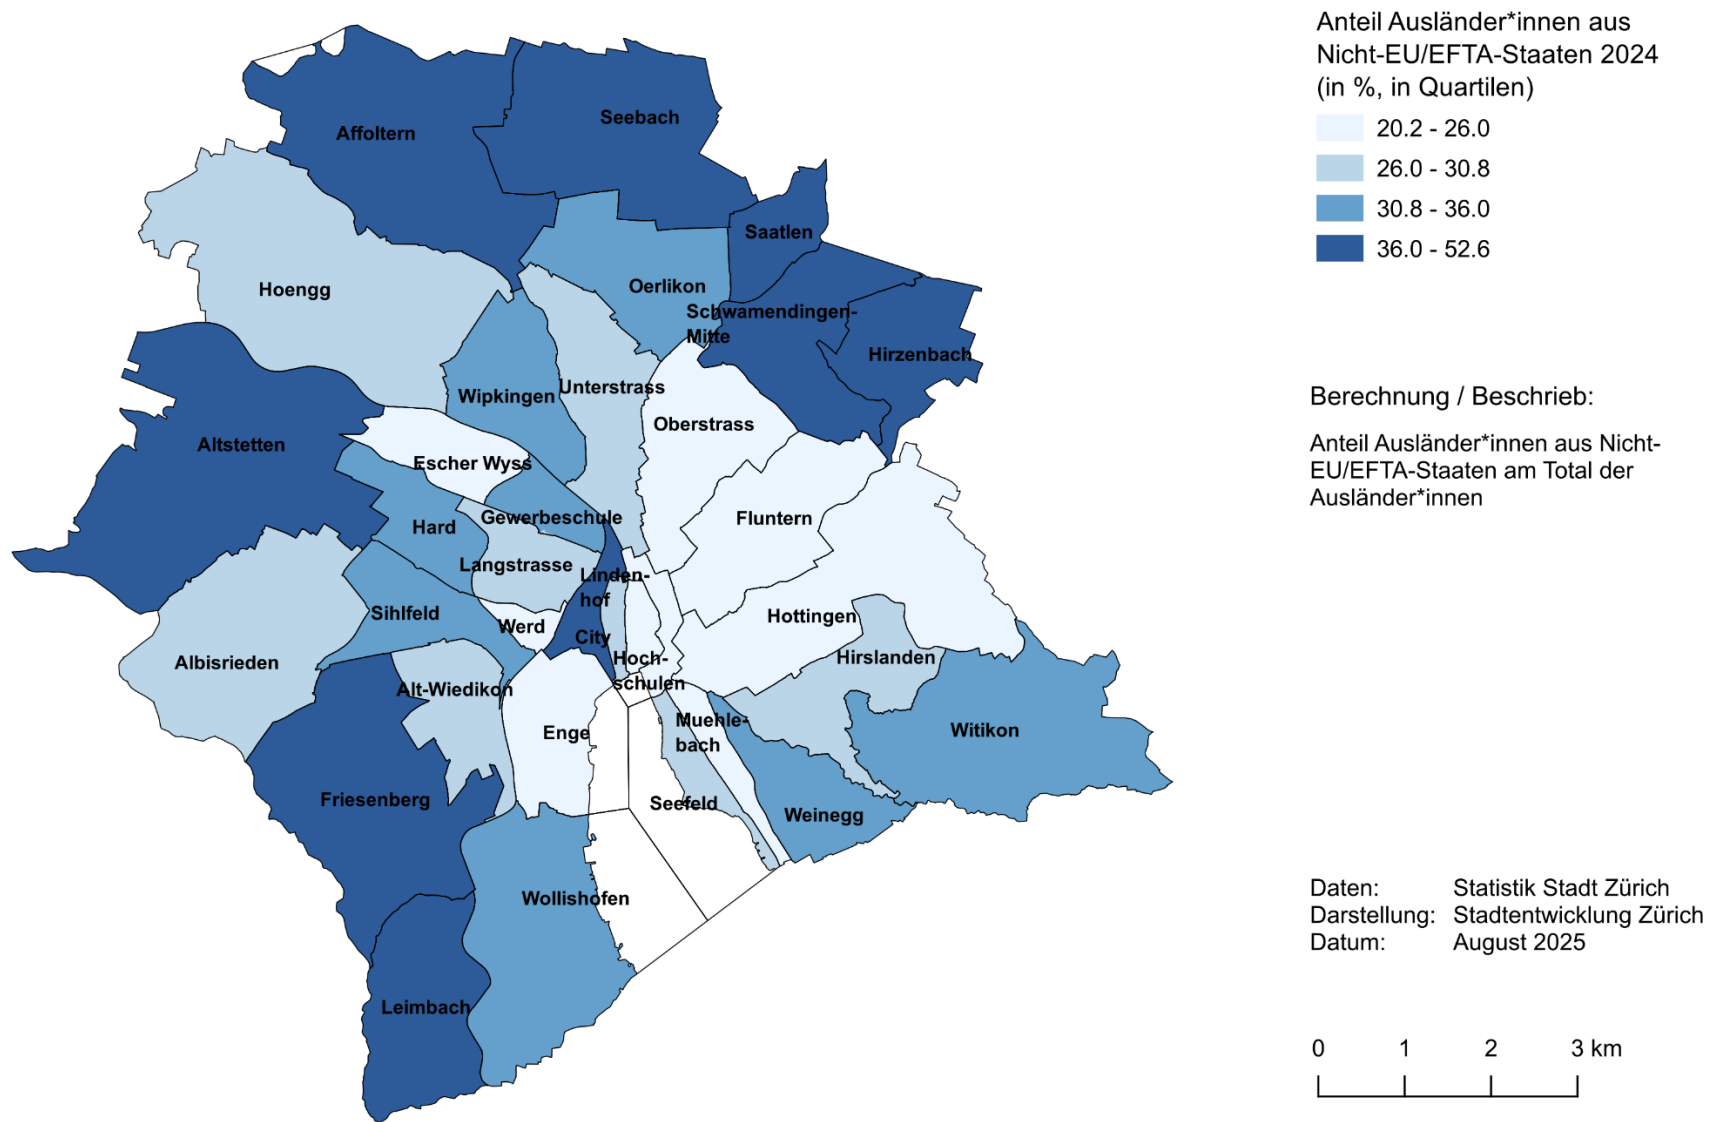 Anteil Ausländer*innen aus
Nicht-EU/EFTA-Staaten 2024
(in %, in Quartilen)
20.2 - 26.0
26.0 - 30.8
30.8 - 36.0
36.0 - 52.6
Berechnung / Beschrieb:
Anteil Ausländer*innen aus Nicht-
EU/EFTA-Staaten am Total der
Ausländer*innen
Daten: Statistik Stadt Zürich
Darstellung: Stadtentwicklung Zürich
Datum: August 2025
0 1 2 3 km
Seebach
Affoltern
Saatlen
Oerlikon
Hoengg
Schwamendingen-
Mitte
Hirzenbach
Unterstrass
Wipkingen
Oberstrass
Altstetten
Escher Wyss
Gewerbeschule
Fluntern
Hard
Langstrasse
Linden-
hof
Sihlfeld
Hottingen
Werd
City
Hoch-
schulen
Hirslanden
Albisrieden
Alt-Wiedikon
Muehle-
bach
Enge
Witikon
Friesenberg
Seefeld
Weinegg
Wollishofen
Leimbach